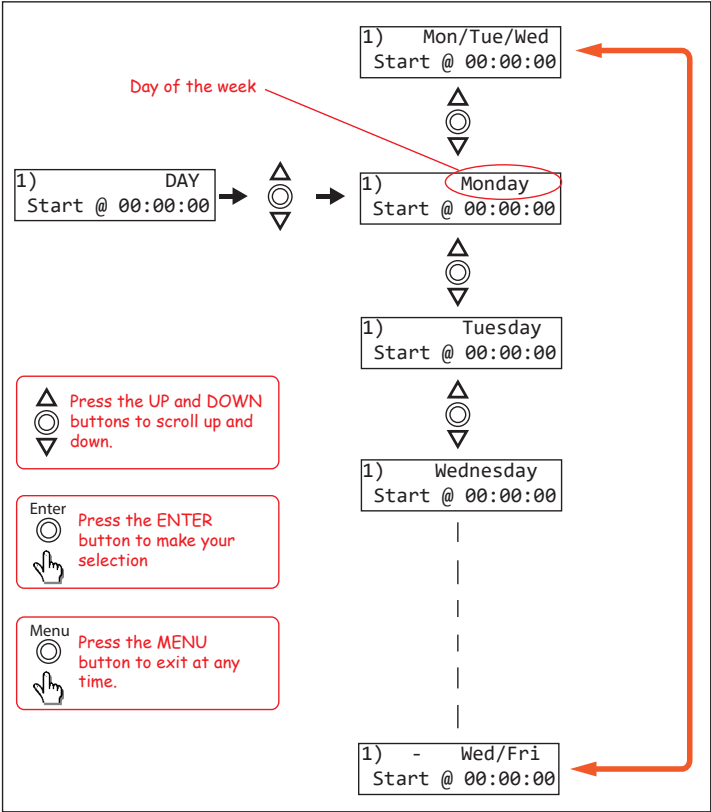 1) Mon/Tue/Wed
Start @ 00:00:00
Day of the week
1) DAY
Start @ 00:00:00
1) Monday
Start @ 00:00:00
1) Tuesday
Start @ 00:00:00
Press the UP and DOWN
buttons to scroll up and
down.
1) Wednesday
Start @ 00:00:00
Enter
Press the ENTER
button to make your
selection
Menu
Press the MENU
button to exit at any
time.
1) - Wed/Fri
Start @ 00:00:00